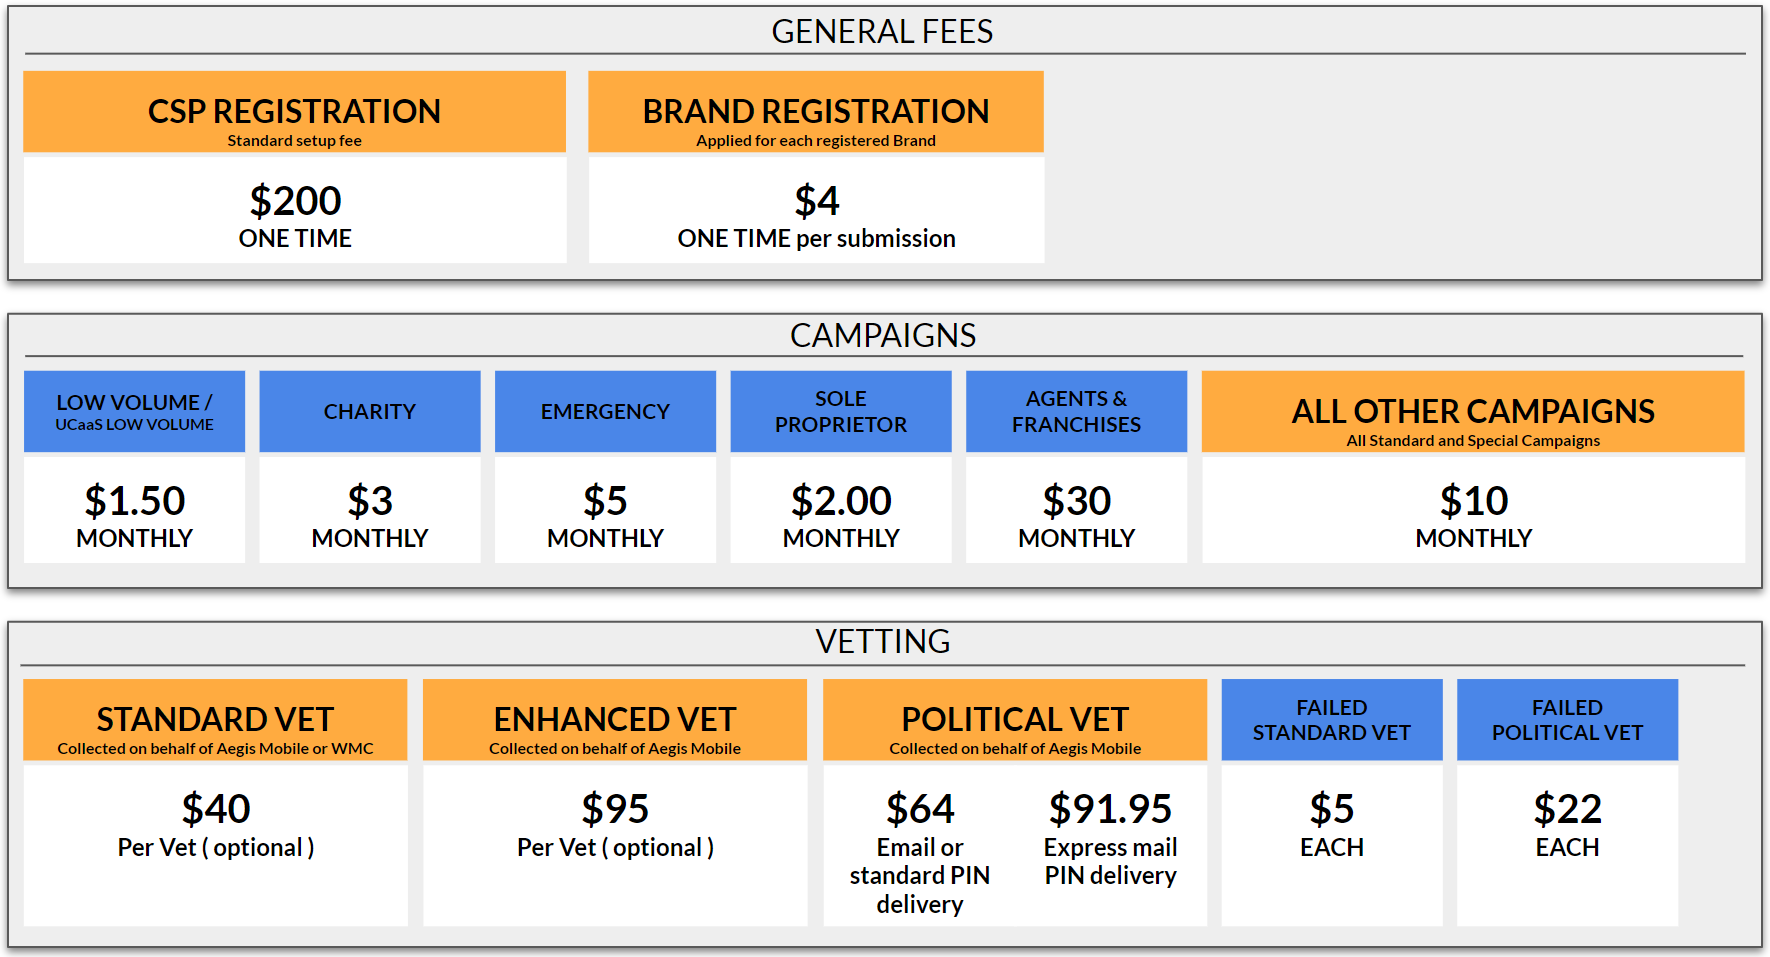 GENERAL FEES
CSP REGISTRATION
Standard setup fee
$200
ONE TIME
BRAND REGISTRATION
Applied for each registered Brand
$4
ONE TIME per submission
CAMPAIGNS
LOW VOLUME /
UCaaS LOW VOLUME
$1.50
MONTHLY
CHARITY
$3
MONTHLY
EMERGENCY
$5
MONTHLY
SOLE
PROPRIETOR
$2.00
MONTHLY
AGENTS &
FRANCHISES
$30
MONTHLY
ALL OTHER CAMPAIGNS
All Standard and Special Campaigns
$10
MONTHLY
VETTING
STANDARD VET
Collected on behalf of Aegis Mobile or WMC
$40
Per Vet ( optional )
ENHANCED VET
Collected on behalf of Aegis Mobile
$95
Per Vet ( optional )
POLITICAL VET
Collected on behalf of Aegis Mobile
$64
Email or
standard PIN
delivery
$91.95
Express mail
PIN delivery
FAILED
STANDARD VET
$5
EACH
FAILED
POLITICAL VET
$22
EACH